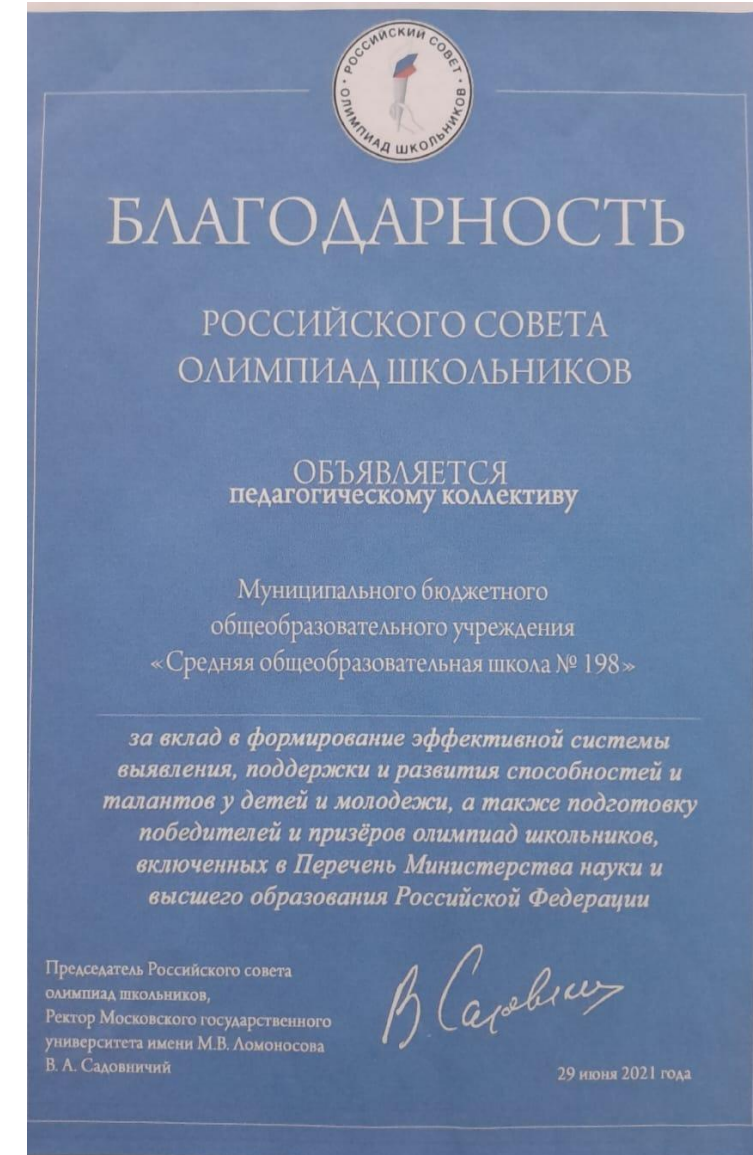 РОССИЙСКИЙ СОВЕТ
ОЛИМПИАД ШКОЛЬНИКОВ
БЛАГОДАРНОСТЬ
РОССИЙСКОГО СОВЕТА
ОЛИМПИАД ШКОЛЬНИКОВ
ОБЪЯВЛЯЕТСЯ
педагогическому коллективу
Муниципального бюджетного
общеобразовательного учреждения
«Средняя общеобразовательная школа № 198»
за вклад в формирование эффективной системы
выявления, поддержки и развития способностей и
талантов у детей и молодежи, а также подготовку
победителей и призёров олимпиад школьников,
включенных в Перечень Министерства науки и
высшего образования Российской Федерации
Председатель Российского совета
олимпиад школьников,
Ректор Московского государственного
университета имени М.В. Ломоносова
В. А. Садовничий
29 июня 2021 года